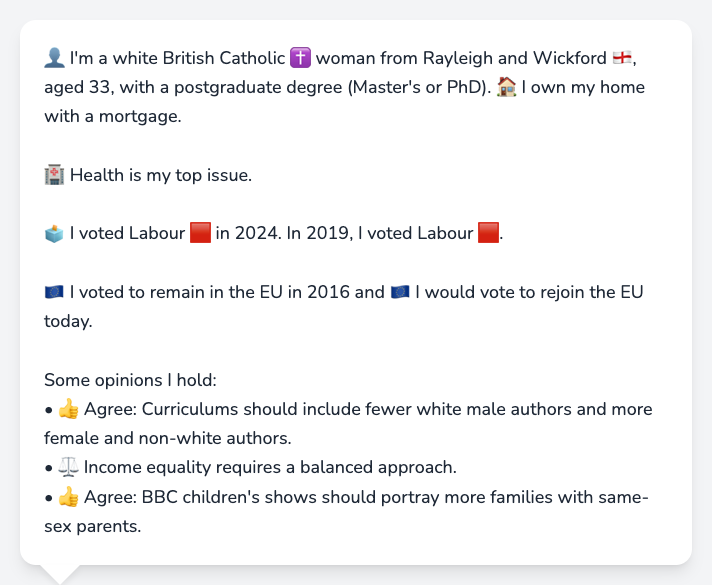 👤 I'm a white British Catholic ✝️ woman from Rayleigh and Wickford 🏴󠁧󠁢󠁥󠁮󠁧󠁿,
aged 33, with a postgraduate degree (Master's or PhD). 🏠 I own my home
with a mortgage.
🏥 Health is my top issue.
🗳️ I voted Labour 🟥 in 2024. In 2019, I voted Labour 🟥.
🇪🇺 I voted to remain in the EU in 2016 and 🇪🇺 I would vote to rejoin the EU
today.
Some opinions I hold:
• 👍 Agree: Curriculums should include fewer white male authors and more
female and non-white authors.
• ⚖️ Income equality requires a balanced approach.
• 👍 Agree: BBC children's shows should portray more families with same-
sex parents.